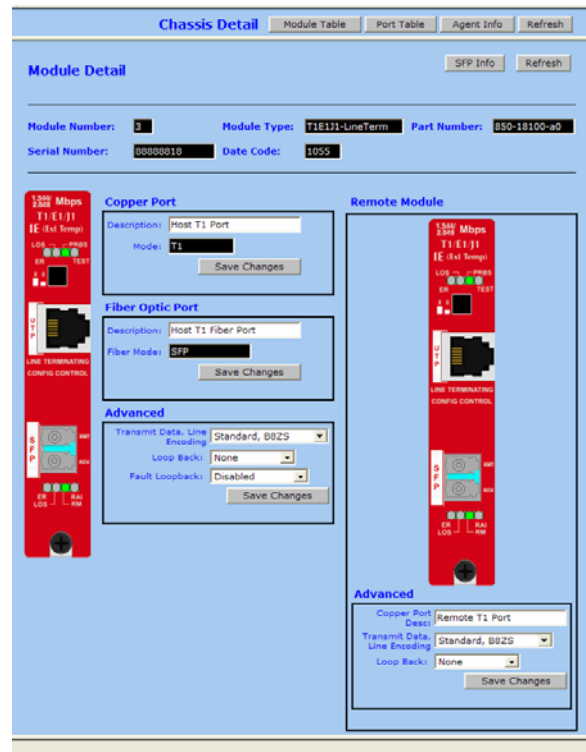 Chassis Detail Module Table Port Table Agent Info Refresh
Module Detail SFP Info Refresh
Module Number: 3 Module Type: T1E1J1-LineTerm Part Number: 850-18100-a0
Serial Number: 88888818 Date Code: 1055
1.544/ 2.048 Mbps
T1/E1/J1
IE (Ext Temp)
LOS PRBS
ER TEST
UTP
LINE TERMINATING
CONFIG CONTROL
SFP
XMT
RCV
ER RAI
LOS RM
Copper Port
Description: Host T1 Port
Mode: T1
Save Changes
Fiber Optic Port
Description: Host T1 Fiber Port
Fiber Mode: SFP
Save Changes
Advanced
Transmit Data, Line
Encoding Standard, B8ZS
Loop Back: None
Fault Loopback: Disabled
Save Changes
Remote Module
1.544/ 2.048 Mbps
T1/E1/J1
IE (Ext Temp)
LOS PRBS
ER TEST
UTP
LINE TERMINATING
CONFIG CONTROL
SFP
XMT
RCV
ER RAI
LOS RM
Advanced
Copper Port
Desc: Remote T1 Port
Transmit Data,
Line Encoding Standard, B8ZS
Loop Back: None
Save Changes